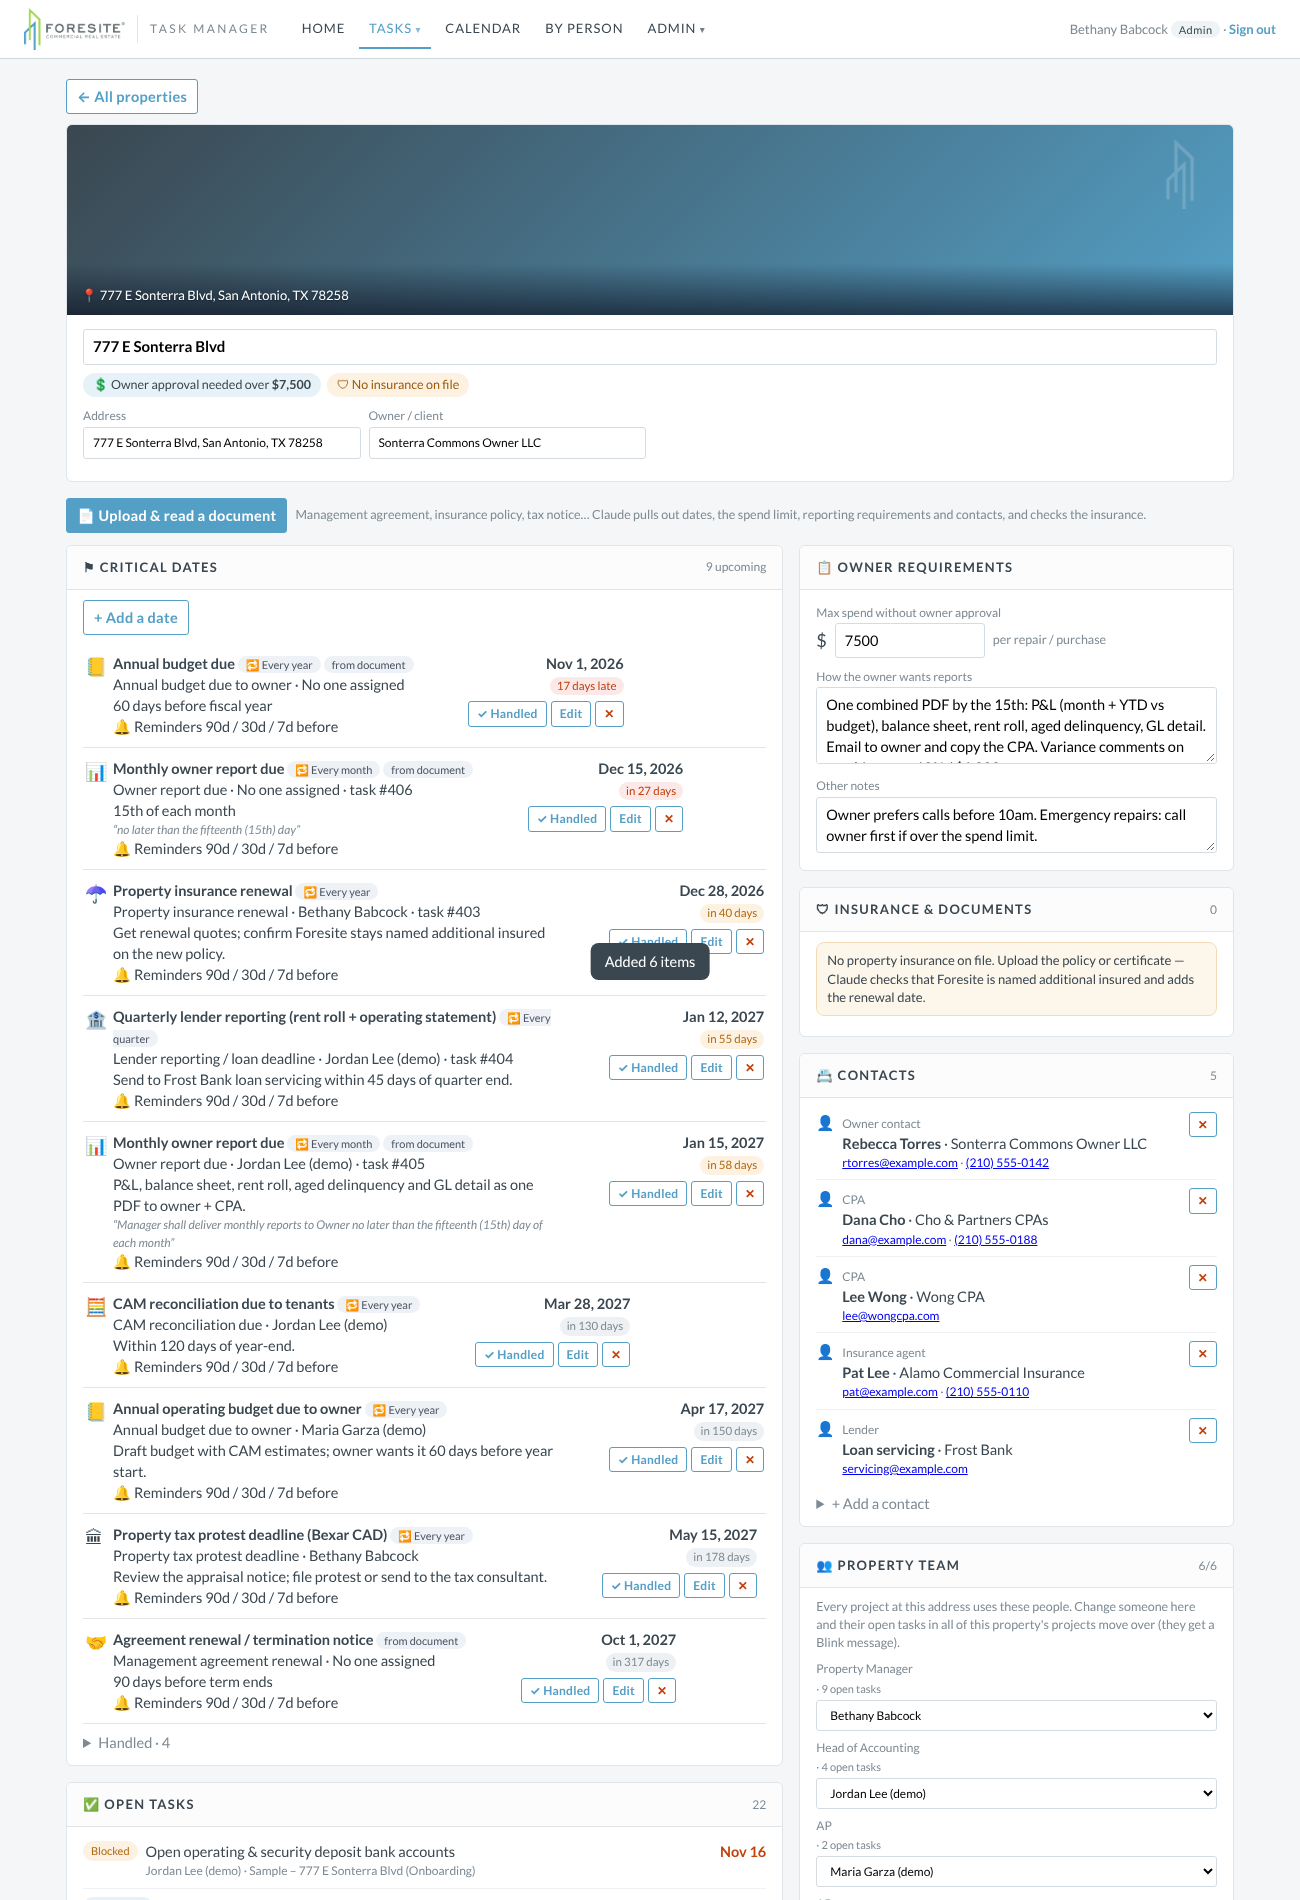 FORESITE
COMMERCIAL REAL ESTATE
TASK MANAGER
HOME
TASKS ▾
CALENDAR
BY PERSON
ADMIN ▾
Bethany Babcock Admin · Sign out
← All properties
📍 777 E Sonterra Blvd, San Antonio, TX 78258
777 E Sonterra Blvd
💲 Owner approval needed over $7,500
🛡 No insurance on file
Address
Owner / client
777 E Sonterra Blvd, San Antonio, TX 78258
Sonterra Commons Owner LLC
📄 Upload & read a document
Management agreement, insurance policy, tax notice... Claude pulls out dates, the spend limit, reporting requirements and contacts, and checks the insurance.
⚑ CRITICAL DATES
9 upcoming
+ Add a date
Annual budget due 🔁 Every year from document
Annual budget due to owner · No one assigned
60 days before fiscal year
🔔 Reminders 90d / 30d / 7d before
Nov 1, 2026
17 days late
✓ Handled Edit ✕
Monthly owner report due 🔁 Every month from document
Owner report due · No one assigned · task #406
15th of each month
"no later than the fifteenth (15th) day"
🔔 Reminders 90d / 30d / 7d before
Dec 15, 2026
in 27 days
✓ Handled Edit ✕
Property insurance renewal 🔁 Every year
Property insurance renewal · Bethany Babcock · task #403
Get renewal quotes; confirm Foresite stays named additional insured
on the new policy.
🔔 Reminders 90d / 30d / 7d before
Dec 28, 2026
in 40 days
✓ Handled Edit ✕
Added 6 items
Quarterly lender reporting (rent roll + operating statement) 🔁 Every
quarter
Lender reporting / loan deadline · Jordan Lee (demo) · task #404
Send to Frost Bank loan servicing within 45 days of quarter end.
🔔 Reminders 90d / 30d / 7d before
Jan 12, 2027
in 55 days
✓ Handled Edit ✕
Monthly owner report due 🔁 Every month from document
Owner report due · Jordan Lee (demo) · task #405
P&L, balance sheet, rent roll, aged delinquency and GL detail as one
PDF to owner + CPA.
"Manager shall deliver monthly reports to Owner no later than the fifteenth (15th) day of
each month"
🔔 Reminders 90d / 30d / 7d before
Jan 15, 2027
in 58 days
✓ Handled Edit ✕
CAM reconciliation due to tenants 🔁 Every year
CAM reconciliation due · Jordan Lee (demo)
Within 120 days of year-end.
🔔 Reminders 90d / 30d / 7d before
Mar 28, 2027
in 130 days
✓ Handled Edit ✕
Annual operating budget due to owner 🔁 Every year
Annual budget due to owner · Maria Garza (demo)
Draft budget with CAM estimates; owner wants it 60 days before year
start.
🔔 Reminders 90d / 30d / 7d before
Apr 17, 2027
in 150 days
✓ Handled Edit ✕
Property tax protest deadline (Bexar CAD) 🔁 Every year
Property tax protest deadline · Bethany Babcock
Review the appraisal notice; file protest or send to the tax consultant.
🔔 Reminders 90d / 30d / 7d before
May 15, 2027
in 178 days
✓ Handled Edit ✕
Agreement renewal / termination notice from document
Management agreement renewal · No one assigned
90 days before term ends
🔔 Reminders 90d / 30d / 7d before
Oct 1, 2027
in 317 days
✓ Handled Edit ✕
▶ Handled · 4
✅ OPEN TASKS
22
Blocked
Open operating & security deposit bank accounts
Jordan Lee (demo) · Sample – 777 E Sonterra Blvd (Onboarding)
Nov 16
📋 OWNER REQUIREMENTS
Max spend without owner approval
$ 7500 per repair / purchase
How the owner wants reports
One combined PDF by the 15th: P&L (month + YTD vs
budget), balance sheet, rent roll, aged delinquency, GL detail.
Email to owner and copy the CPA. Variance comments on
Other notes
Owner prefers calls before 10am. Emergency repairs: call
owner first if over the spend limit.
🛡 INSURANCE & DOCUMENTS
0
No property insurance on file. Upload the policy or certificate —
Claude checks that Foresite is named additional insured and adds
the renewal date.
📇 CONTACTS
5
Owner contact
Rebecca Torres · Sonterra Commons Owner LLC
rtorres@example.com · (210) 555-0142
✕
CPA
Dana Cho · Cho & Partners CPAs
dana@example.com · (210) 555-0188
✕
CPA
Lee Wong · Wong CPA
lee@wongcpa.com
✕
Insurance agent
Pat Lee · Alamo Commercial Insurance
pat@example.com · (210) 555-0110
✕
Lender
Loan servicing · Frost Bank
servicing@example.com
✕
▶ + Add a contact
👥 PROPERTY TEAM
6/6
Every project at this address uses these people. Change someone here
and their open tasks in all of this property's projects move over (they get a
Blink message).
Property Manager
· 9 open tasks
Bethany Babcock
Head of Accounting
· 4 open tasks
Jordan Lee (demo)
AP
· 2 open tasks
Maria Garza (demo)